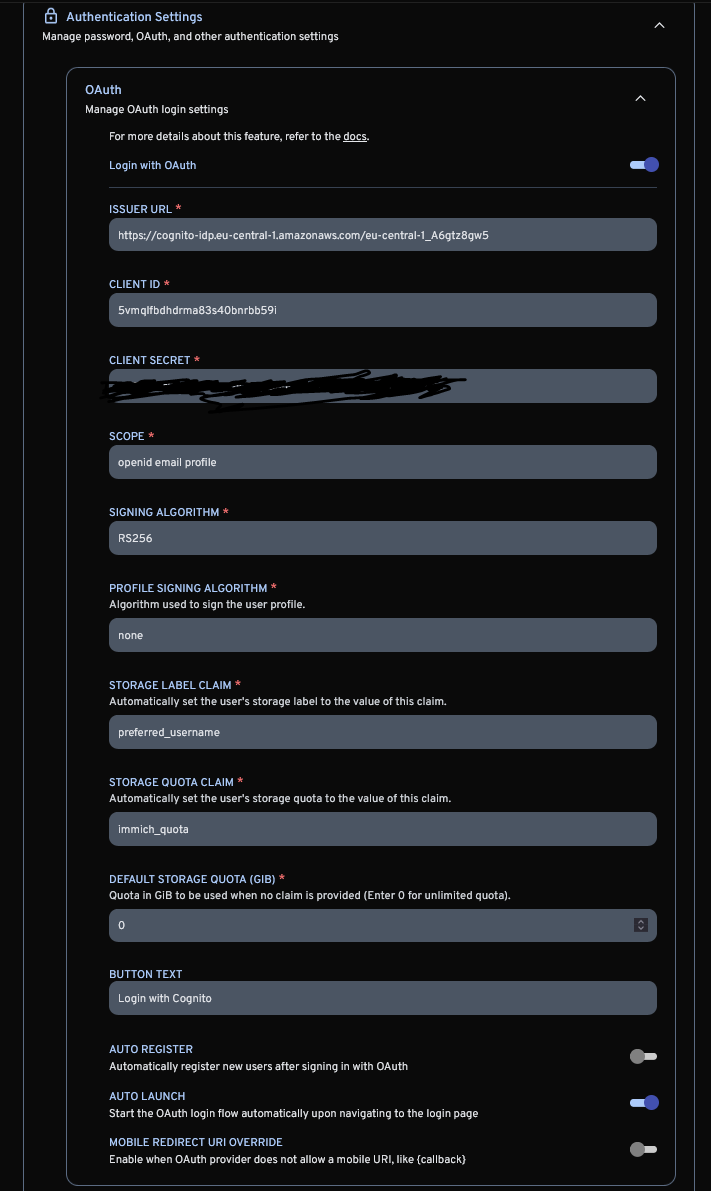 Authentication Settings
Manage password, OAuth, and other authentication settings
OAuth
Manage OAuth login settings
For more details about this feature, refer to the docs.
Login with OAuth
ISSUER URL *
https://cognito-idp.eu-central-1.amazonaws.com/eu-central-1_A6gtz8gw5
CLIENT ID *
5vmqlfbdhdrma83s40bnrbb59i
CLIENT SECRET *
SCOPE *
openid email profile
SIGNING ALGORITHM *
RS256
PROFILE SIGNING ALGORITHM *
Algorithm used to sign the user profile.
none
STORAGE LABEL CLAIM *
Automatically set the user's storage label to the value of this claim.
preferred_username
STORAGE QUOTA CLAIM *
Automatically set the user's storage quota to the value of this claim.
immich_quota
DEFAULT STORAGE QUOTA (GIB) *
Quota in GiB to be used when no claim is provided (Enter 0 for unlimited quota).
0
BUTTON TEXT
Login with Cognito
AUTO REGISTER
Automatically register new users after signing in with OAuth
AUTO LAUNCH
Start the OAuth login flow automatically upon navigating to the login page
MOBILE REDIRECT URI OVERRIDE
Enable when OAuth provider does not allow a mobile URI, like {callback}